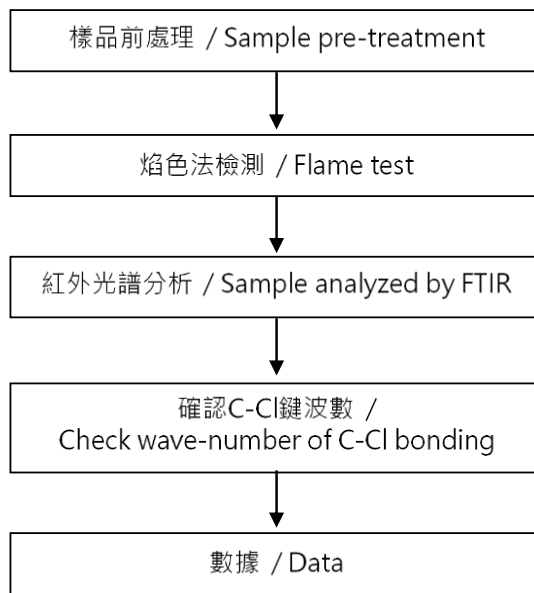 樣品前處理 / Sample pre-treatment
焰色法檢測 / Flame test
紅外光譜分析 / Sample analyzed by FTIR
確認C-Cl鍵波數 /
Check wave-number of C-Cl bonding
數據 / Data